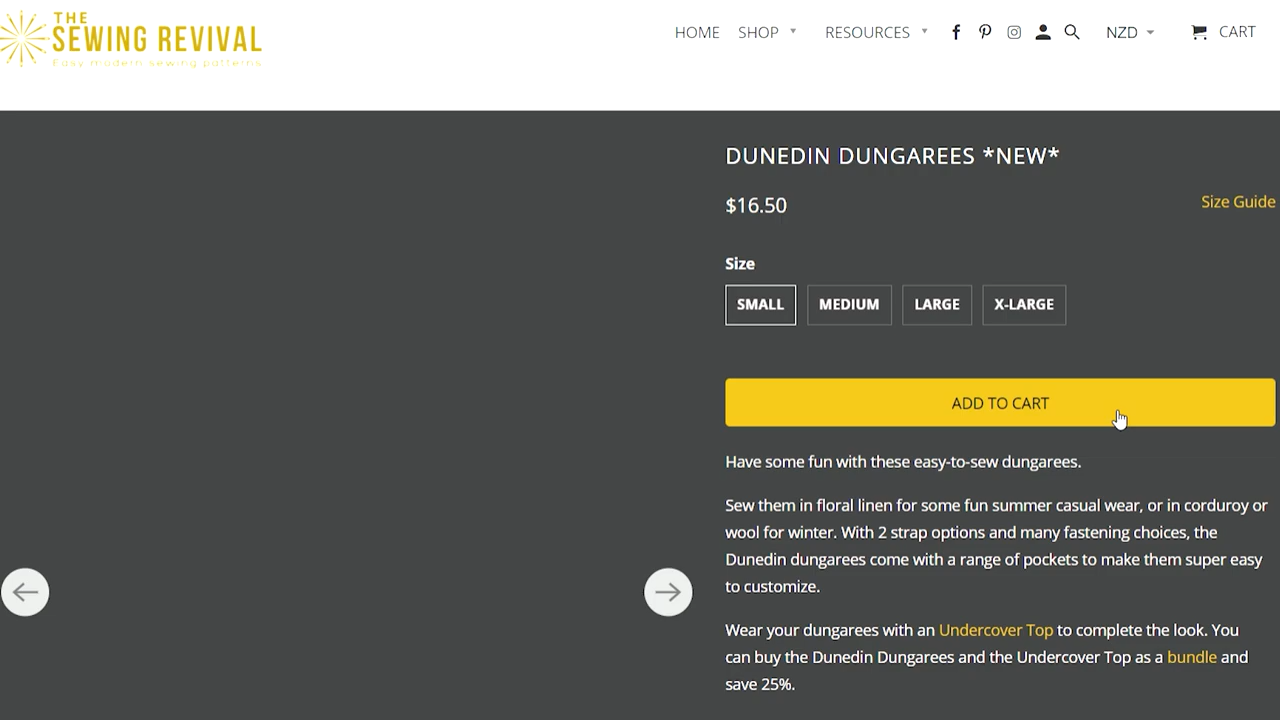 THE
SEWING REVIVAL
Easy modern sewing patterns
HOME SHOP RESOURCES NZD CART
DUNEDIN DUNGAREES *NEW*
$16.50
Size Guide
Size
SMALL MEDIUM LARGE X-LARGE
ADD TO CART
Have some fun with these easy-to-sew dungarees.
Sew them in floral linen for some fun summer casual wear, or in corduroy or
wool for winter. With 2 strap options and many fastening choices, the
Dunedin dungarees come with a range of pockets to make them super easy
to customize.
Wear your dungarees with an Undercover Top to complete the look. You
can buy the Dunedin Dungarees and the Undercover Top as a bundle and
save 25%.